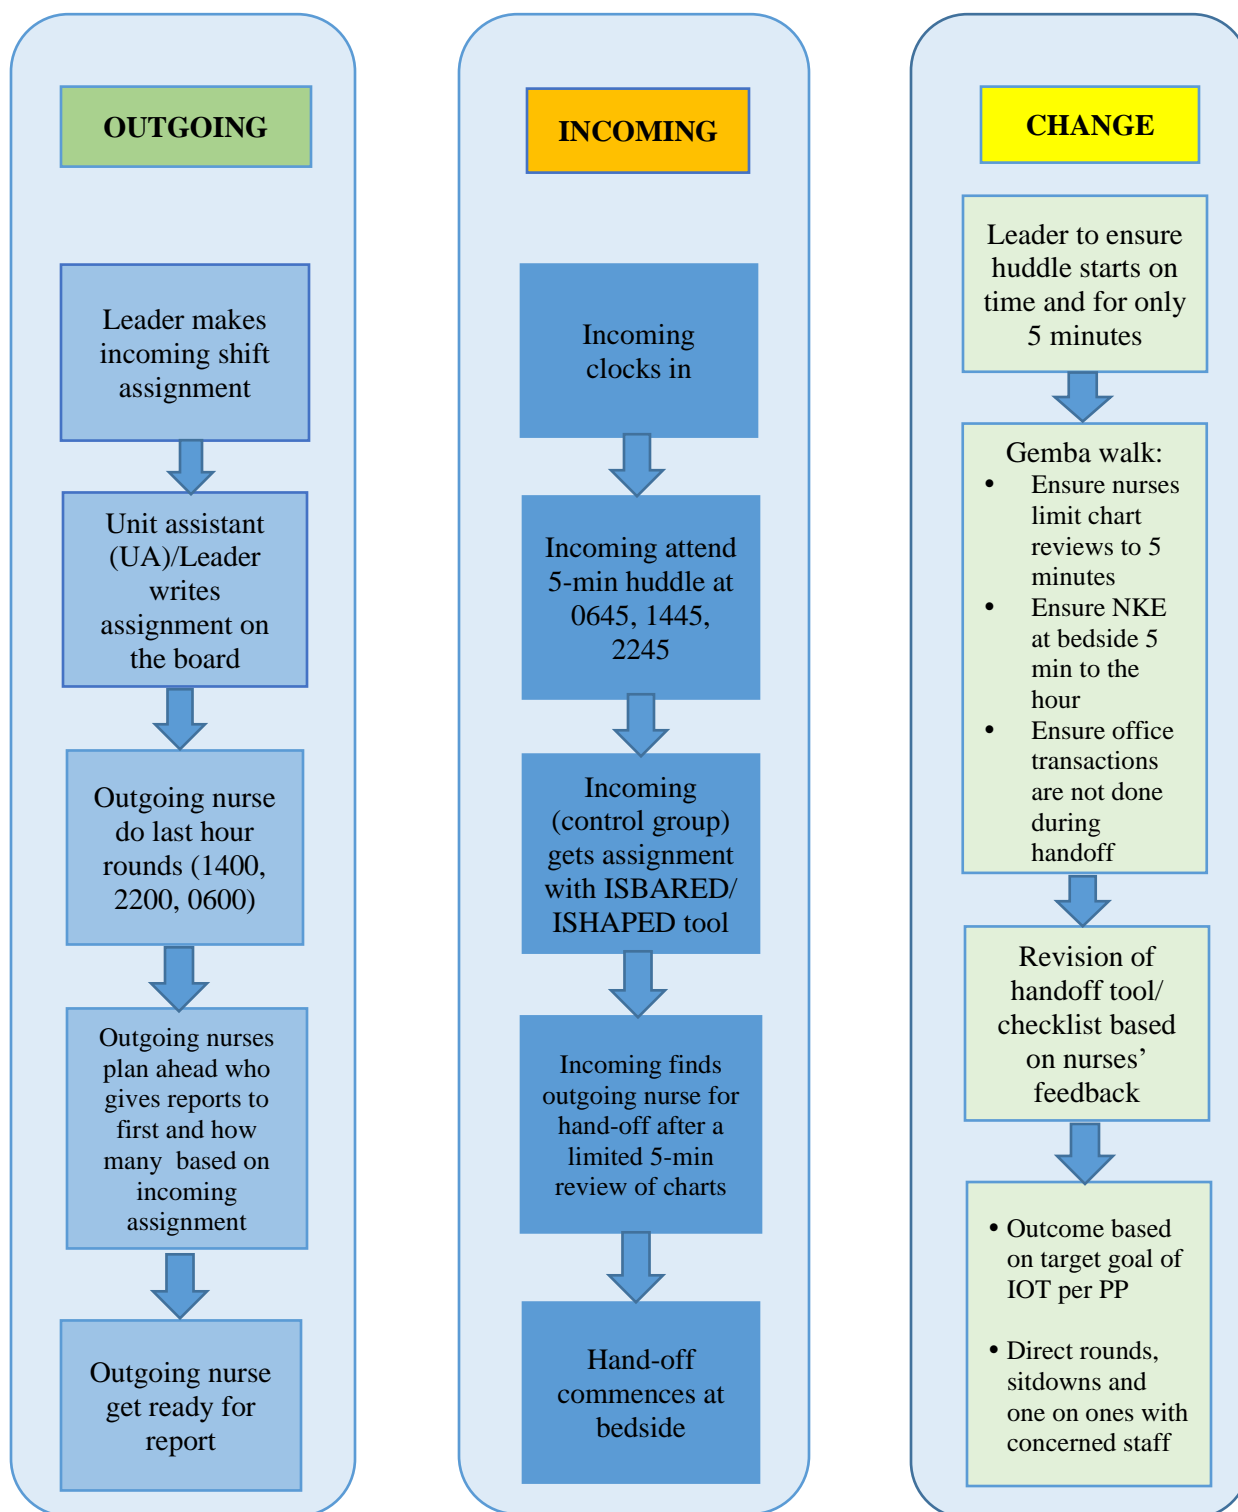 OUTGOING
Leader makes
incoming shift
assignment
Unit assistant
(UA)/Leader
writes
assignment on
the board
Outgoing nurse
do last hour
rounds (1400,
2200, 0600)
Outgoing nurses
plan ahead who
gives reports to
first and how
many based on
incoming
assignment
Outgoing nurse
get ready for
report
INCOMING
Incoming
clocks in
Incoming attend
5-min huddle at
0645, 1445,
2245
Incoming
(control group)
gets assignment
with ISBARED/
ISHAPED tool
Incoming finds
outgoing nurse for
hand-off after a
limited 5-min
review of charts
Hand-off
commences at
bedside
CHANGE
Leader to ensure
huddle starts on
time and for only
5 minutes
Gemba walk:
• Ensure nurses
limit chart
reviews to 5
minutes
• Ensure NKE
at bedside 5
min to the
hour
• Ensure office
transactions
are not done
during
handoff
Revision of
handoff tool/
checklist based
on nurses’
feedback
• Outcome based
on target goal of
IOT per PP
• Direct rounds,
sitdowns and
one on ones with
concerned staff